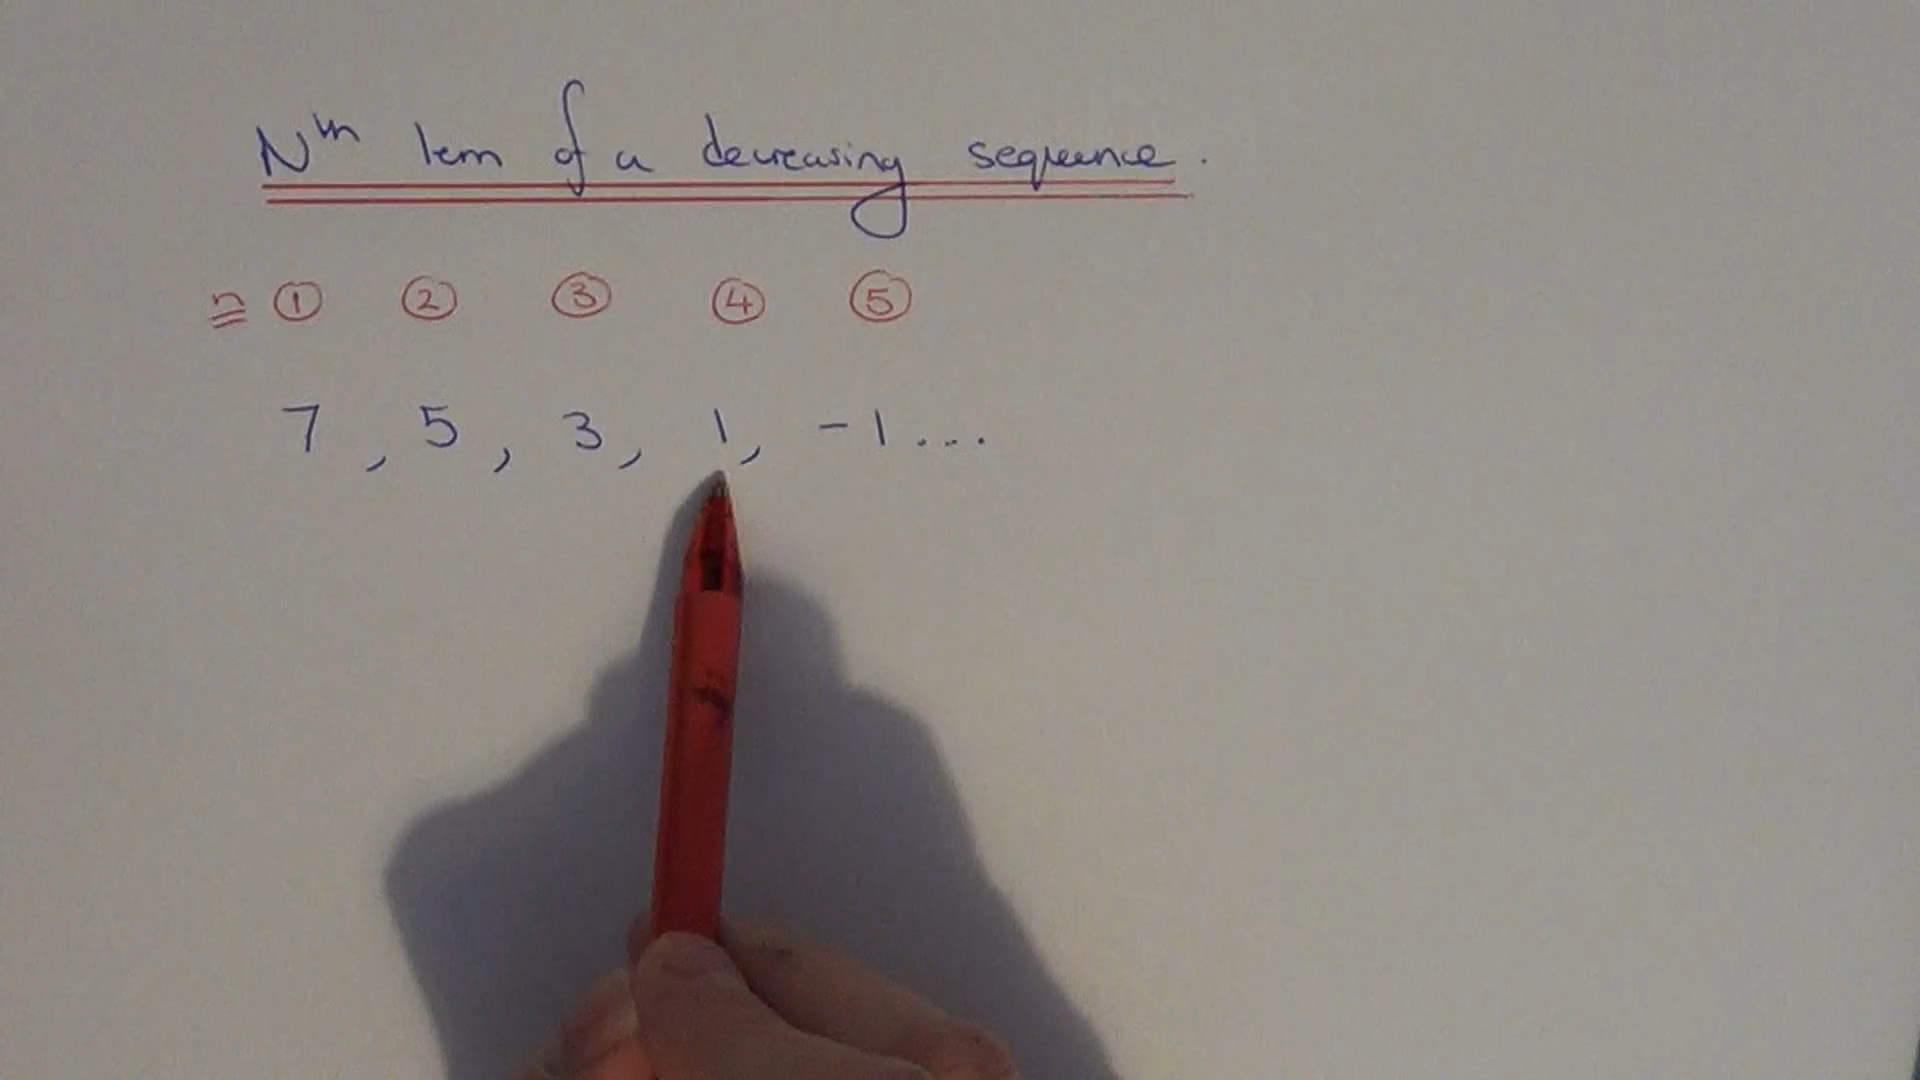 Nth term of a decreasing sequence.
n ① ② ③ ④ ⑤
7, 5, 3, 1, -1...